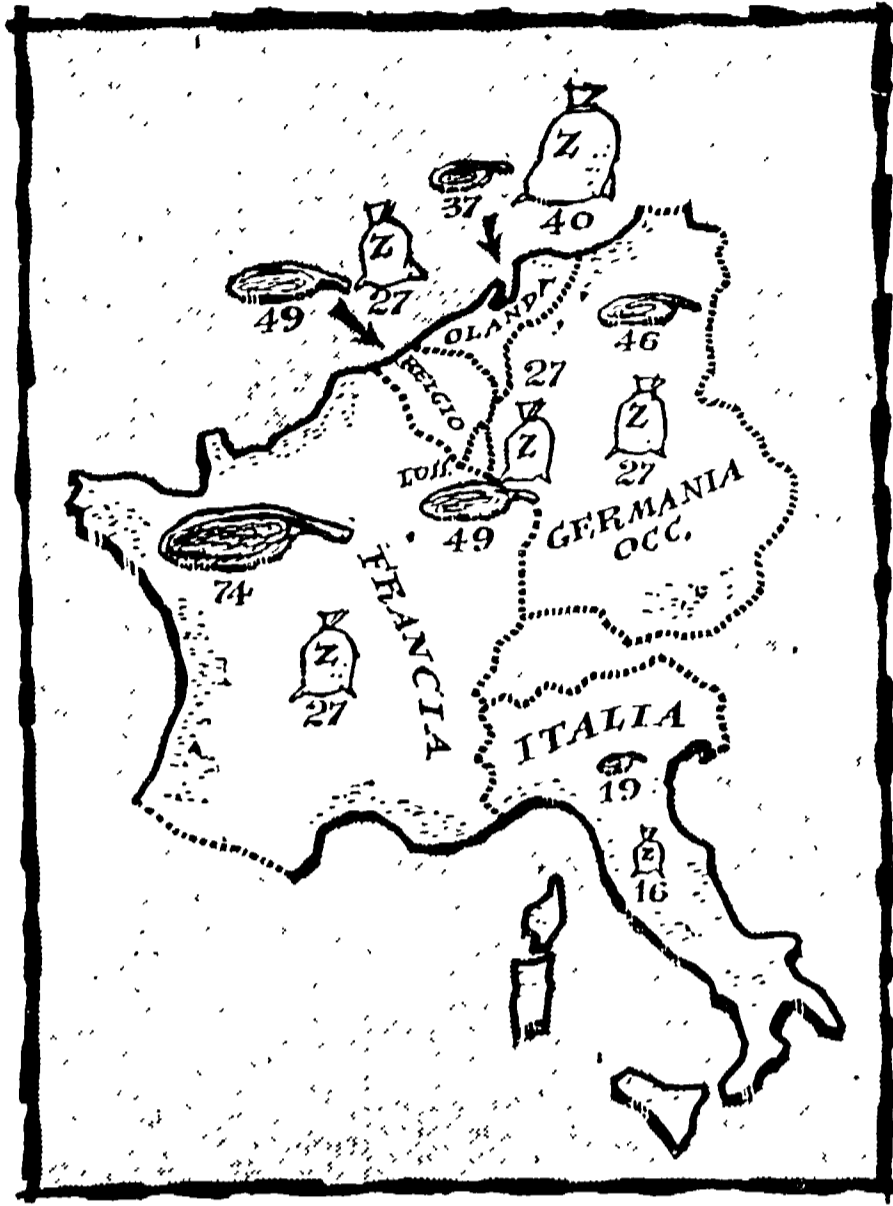 Z
Z
37
40
Z
27
49
OLANDA
46
BELGIO
27
Z
Z
27
LUSS.
GERMANIA
OCC.
49
74
FRANCIA
Z
27
ITALIA
19
Z
16